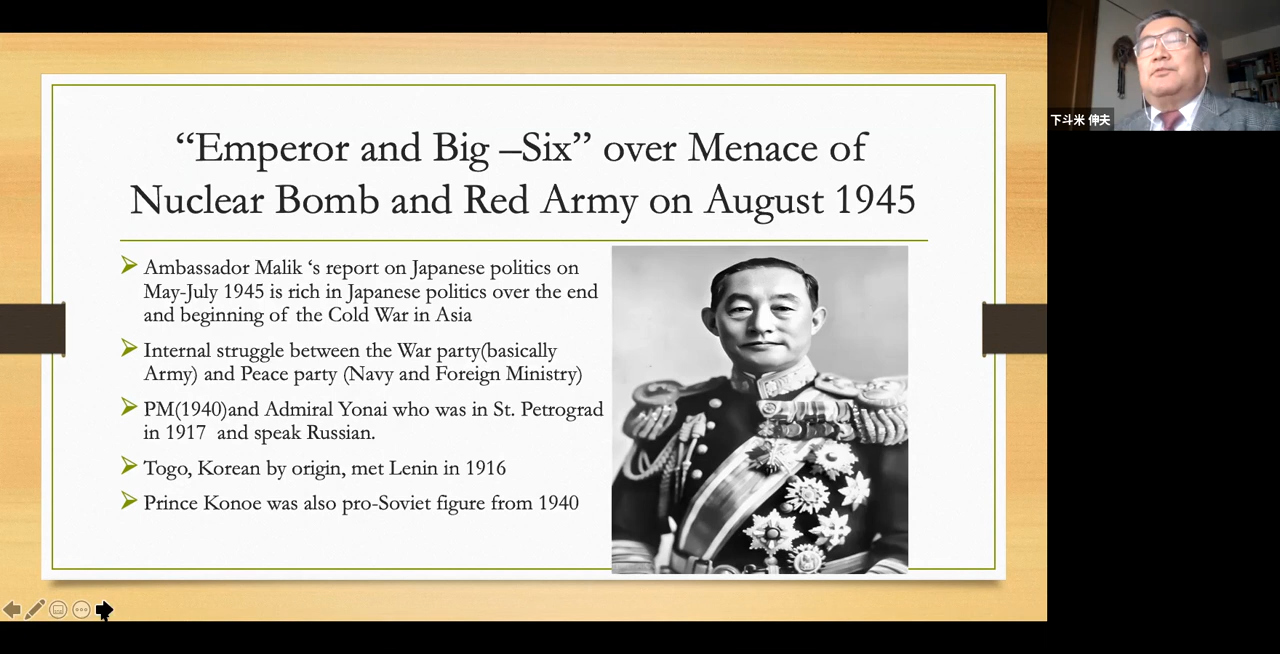 “Emperor and Big –Six” over Menace of
Nuclear Bomb and Red Army on August 1945
Ambassador Malik ‘s report on Japanese politics on
May-July 1945 is rich in Japanese politics over the end
and beginning of the Cold War in Asia
Internal struggle between the War party(basically
Army) and Peace party (Navy and Foreign Ministry)
PM(1940)and Admiral Yonai who was in St. Petrograd
in 1917 and speak Russian.
Togo, Korean by origin, met Lenin in 1916
Prince Konoe was also pro-Soviet figure from 1940
下斗米 伸夫